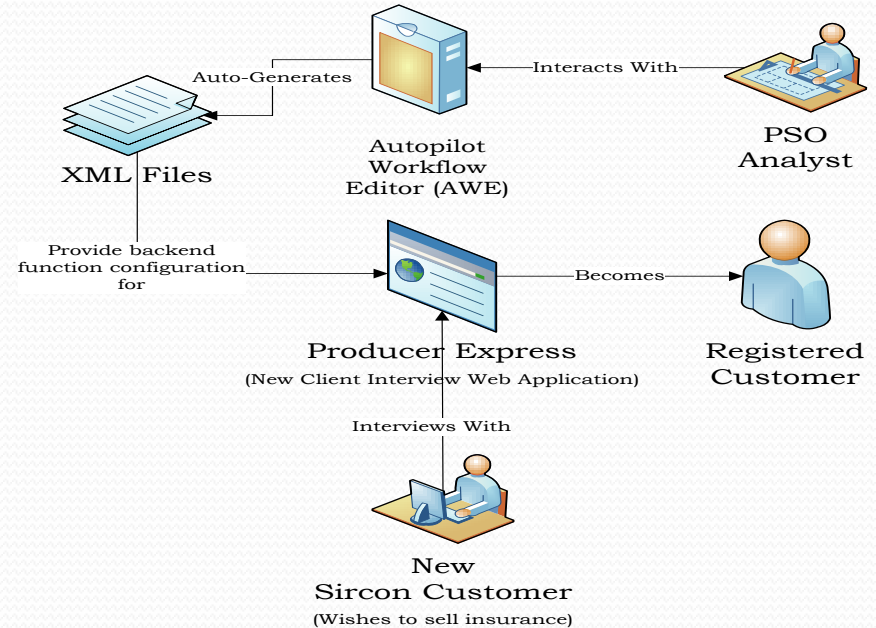 Auto-Generates
Interacts With
XML Files
Autopilot
Workflow
Editor (AWE)
PSO
Analyst
Provide backend
function configuration
for
Becomes
Producer Express
(New Client Interview Web Application)
Registered
Customer
Interviews With
New
Sircon Customer
(Wishes to sell insurance)